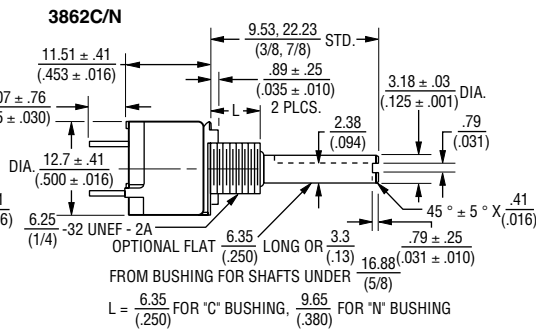 3862C/N
9.53, 22.23 STD.
(3/8, 7/8)
11.51 ± .41
(.453 ± .016)
.89 ± .25
(.035 ± .010)
2 PLCS.
L
3.18 ± .03 DIA.
(.125 ± .001)
07 ± .76
5 ± .030)
2.38
(.094)
.79
(.031)
DIA. 12.7 ± .41
(.500 ± .016)
6.25 -32 UNEF - 2A
(1/4)
45 ° ± 5 ° X .41
(.016)
OPTIONAL FLAT 6.35 LONG OR 3.3
(.250) (.13)
.79 ± .25
(.031 ± .010)
FROM BUSHING FOR SHAFTS UNDER 16.88
(5/8)
L = 6.35 FOR "C" BUSHING, 9.65 FOR "N" BUSHING
(.250) (.380)